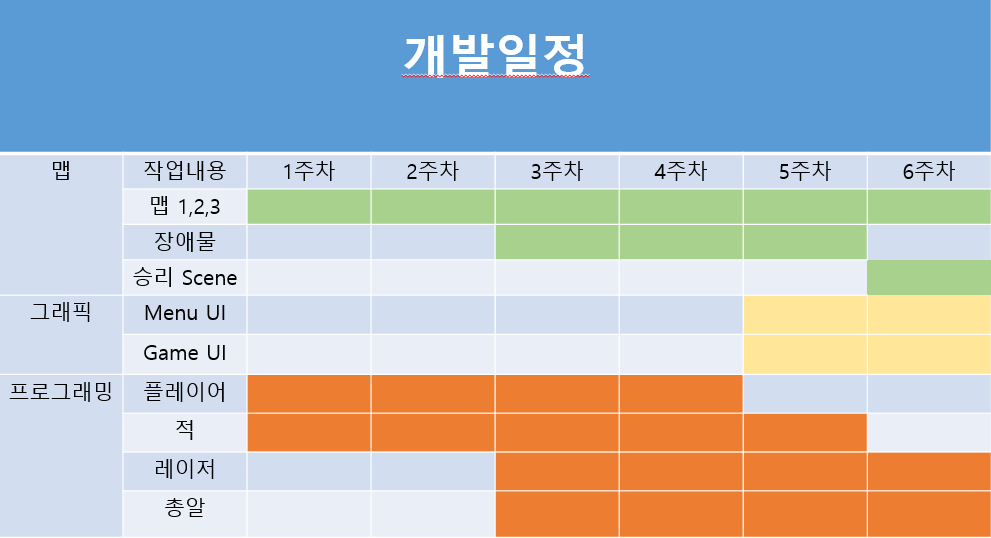 개발일정
맵 작업내용 1주차 2주차 3주차 4주차 5주차 6주차
맵 1,2,3
장애물
승리 Scene
그래픽 Menu UI
Game UI
프로그래밍 플레이어
적
레이저
총알